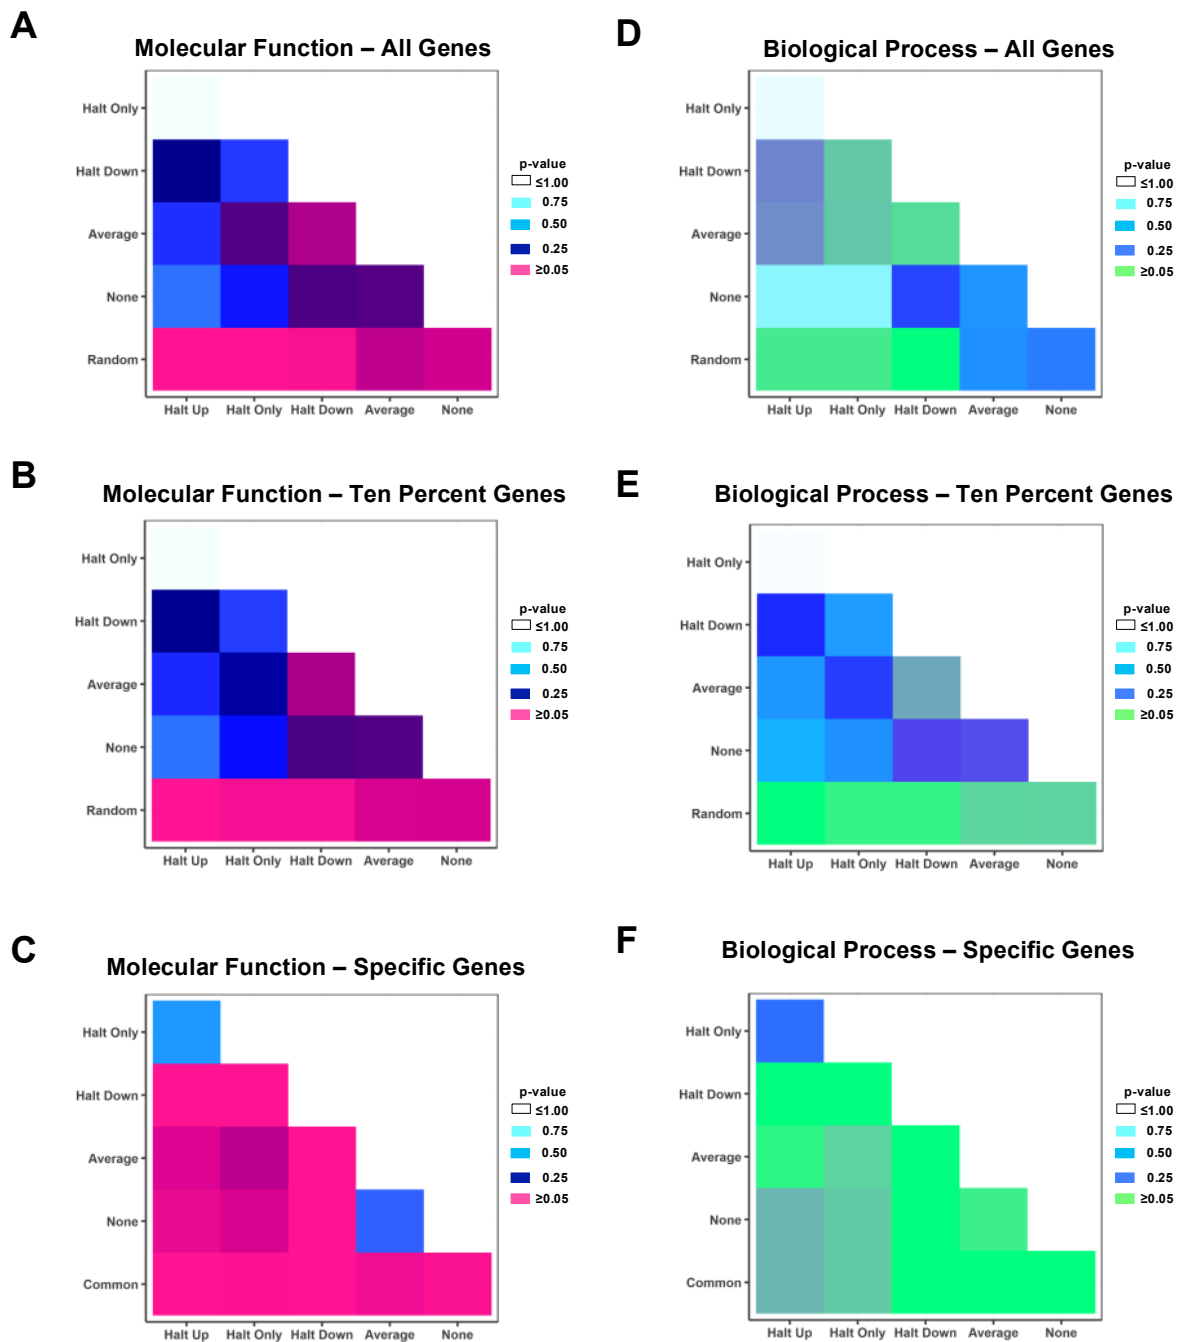 A
Molecular Function – All Genes
Halt Only
Halt Down
Average
None
Random
Halt Up Halt Only Halt Down Average None
p-value
≤1.00
0.75
0.50
0.25
≥0.05
D
Biological Process – All Genes
Halt Only
Halt Down
Average
None
Random
Halt Up Halt Only Halt Down Average None
p-value
≤1.00
0.75
0.50
0.25
≥0.05
B
Molecular Function – Ten Percent Genes
Halt Only
Halt Down
Average
None
Random
Halt Up Halt Only Halt Down Average None
p-value
≤1.00
0.75
0.50
0.25
≥0.05
E
Biological Process – Ten Percent Genes
Halt Only
Halt Down
Average
None
Random
Halt Up Halt Only Halt Down Average None
p-value
≤1.00
0.75
0.50
0.25
≥0.05
C
Molecular Function – Specific Genes
Halt Only
Halt Down
Average
None
Common
Halt Up Halt Only Halt Down Average None
p-value
≤1.00
0.75
0.50
0.25
≥0.05
F
Biological Process – Specific Genes
Halt Only
Halt Down
Average
None
Common
Halt Up Halt Only Halt Down Average None
p-value
≤1.00
0.75
0.50
0.25
≥0.05